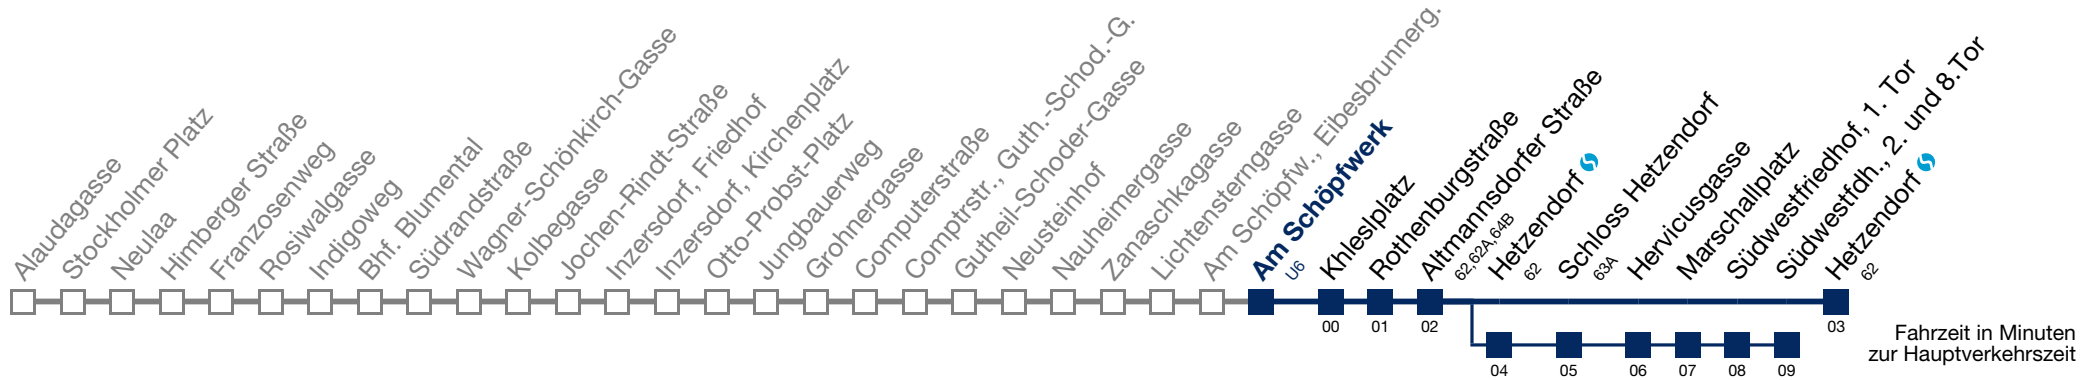 Alaudagasse
Stockholmer Platz
Neulaa
Himberger Straße
Franzosenweg
Rosiwalgasse
Indigoweg
Bhf. Blumental
Südrandstraße
Wagner-Schönkirch-Gasse
Kolbegasse
Jochen-Rindt-Straße
Inzersdorf, Friedhof
Inzersdorf, Kirchenplatz
Otto-Probst-Platz
Jungbauerweg
Grohnergasse
Computerstraße
Comptrstr., Guth.-Schod.-G.
Gutheil-Schoder-Gasse
Neusteinhof
Nauheimergasse
Zanaschkagasse
Lichtensterngasse
Am Schöpfw., Eibesbrunnerg.
Am Schöpfwerk
U6
Khleslplatz
Rothenburgstraße
Altmannsdorfer Straße
62,62A,64B
Hetzendorf
62
Schloss Hetzendorf
63A
Hervicusgasse
Marschallplatz
Südwestfriedhof, 1. Tor
Südwestfdh., 2. und 8.Tor
Hetzendorf
62
00
01
02
03
04
05
06
07
08
09
Fahrzeit in Minuten
zur Hauptverkehrszeit